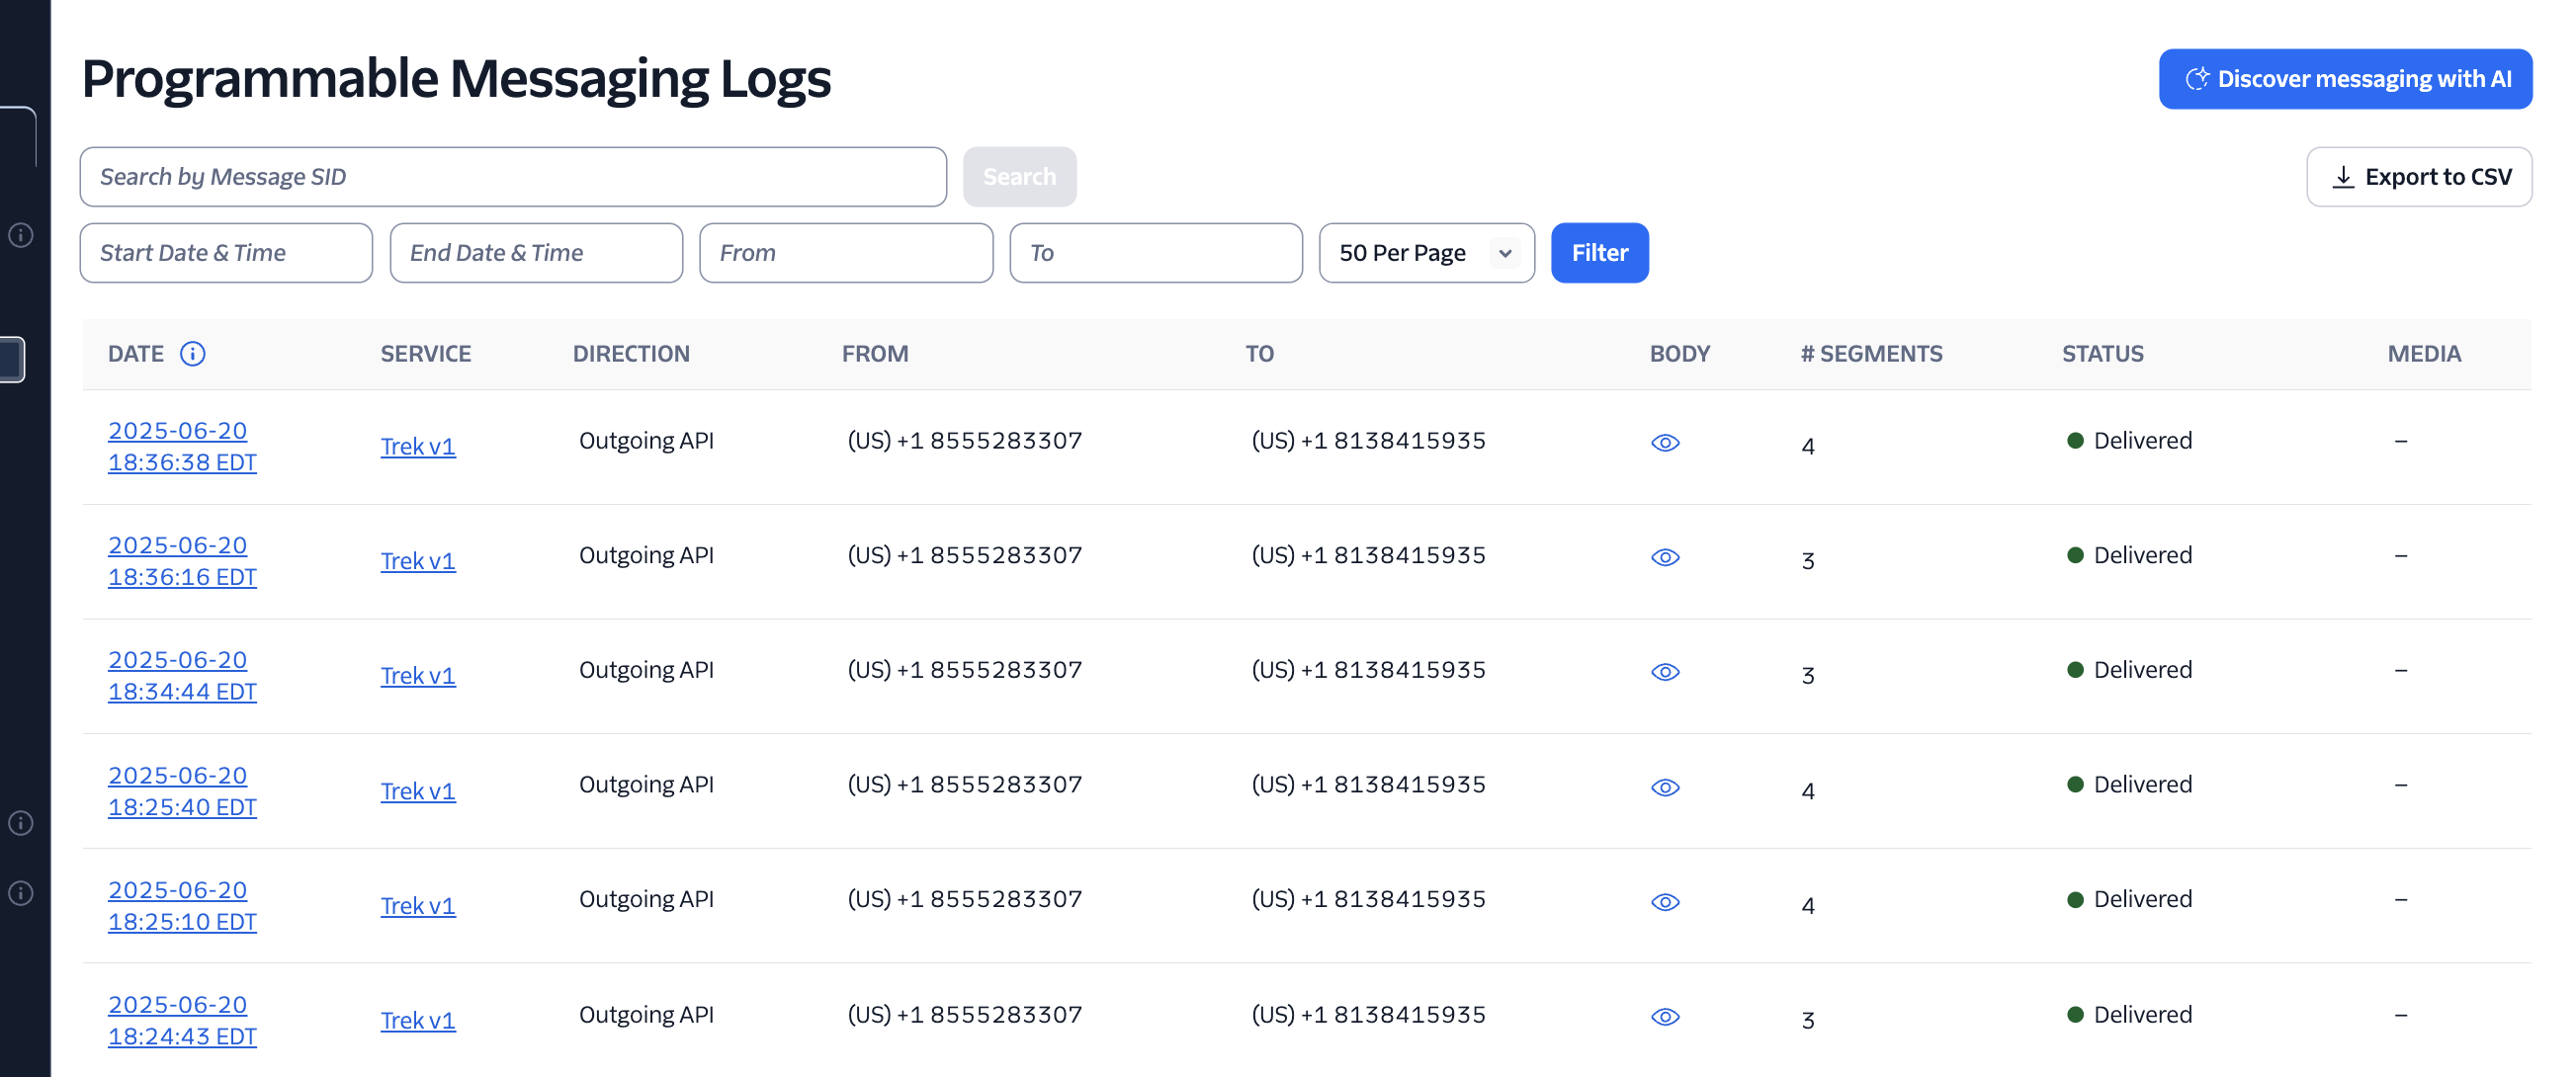 Programmable Messaging Logs
Discover messaging with AI
Search by Message SID
Search
Export to CSV
Start Date & Time
End Date & Time
From
To
50 Per Page
Filter
DATE SERVICE DIRECTION FROM TO BODY # SEGMENTS STATUS MEDIA
2025-06-20
18:36:38 EDT
Trek v1 Outgoing API (US) +1 8555283307 (US) +1 8138415935 4 Delivered –
2025-06-20
18:36:16 EDT
Trek v1 Outgoing API (US) +1 8555283307 (US) +1 8138415935 3 Delivered –
2025-06-20
18:34:44 EDT
Trek v1 Outgoing API (US) +1 8555283307 (US) +1 8138415935 3 Delivered –
2025-06-20
18:25:40 EDT
Trek v1 Outgoing API (US) +1 8555283307 (US) +1 8138415935 4 Delivered –
2025-06-20
18:25:10 EDT
Trek v1 Outgoing API (US) +1 8555283307 (US) +1 8138415935 4 Delivered –
2025-06-20
18:24:43 EDT
Trek v1 Outgoing API (US) +1 8555283307 (US) +1 8138415935 3 Delivered –